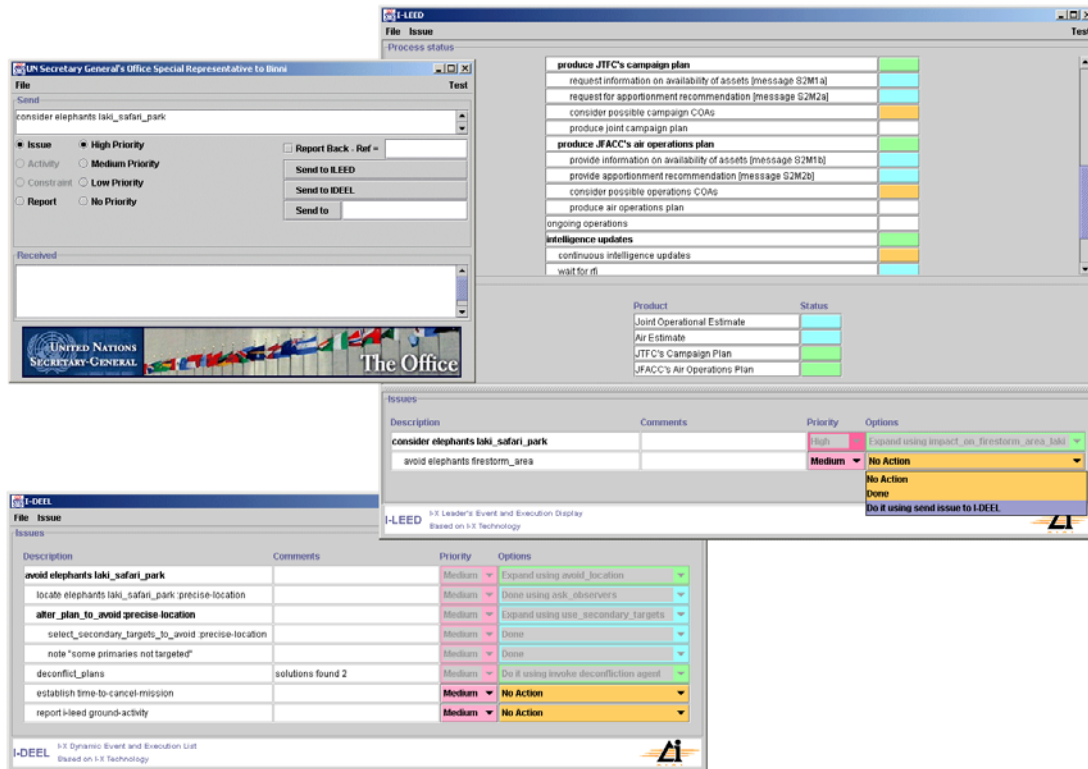 UN Secretary General's Office Special Representative to Binni
File
Test
Send
consider elephants laki_safari_park
Issue
High Priority
Report Back - Ref =
Activity
Medium Priority
Send to ILEED
Constraint
Low Priority
Send to IDEEL
Report
No Priority
Send to
Received
UNITED NATIONS
SECRETARY-GENERAL
The Office
I-LEED
File Issue
Test
Process status
produce JTFC's campaign plan
request information on availability of assets [message S2M1a]
request for apportionment recommendation [message S2M2a]
consider possible campaign COAs
produce joint campaign plan
produce JFACC's air operations plan
provide information on availability of assets [message S2M1b]
provide apportionment recommendation [message S2M2b]
consider possible operations COAs
produce air operations plan
ongoing operations
intelligence updates
continuous intelligence updates
wait for rfi
Product Status
Joint Operational Estimate
Air Estimate
JTFC's Campaign Plan
JFACC's Air Operations Plan
Issues
Description Comments Priority Options
consider elephants laki_safari_park High Expand using impact_on_firestorm_area_laki
avoid elephants firestorm_area Medium No Action
No Action
Done
Do it using send issue to I-DEEL
I-LEED
I-X Leader's Event and Execution Display
Based on I-X Technology
I-DEEL
File Issue
Issues
Description Comments Priority Options
avoid elephants laki_safari_park Medium Expand using avoid_location
locate elephants laki_safari_park :precise-location Medium Done using ask_observers
alter_plan_to_avoid :precise-location Medium Expand using use_secondary_targets
select_secondary_targets_to_avoid :precise-location Medium Done
note "some primaries not targeted" Medium Done
deconflict_plans solutions found 2 Medium Do it using invoke deconfliction agent
establish time-to-cancel-mission Medium No Action
report i-leed ground-activity Medium No Action
I-DEEL
I-X Dynamic Event and Execution List
Based on I-X Technology